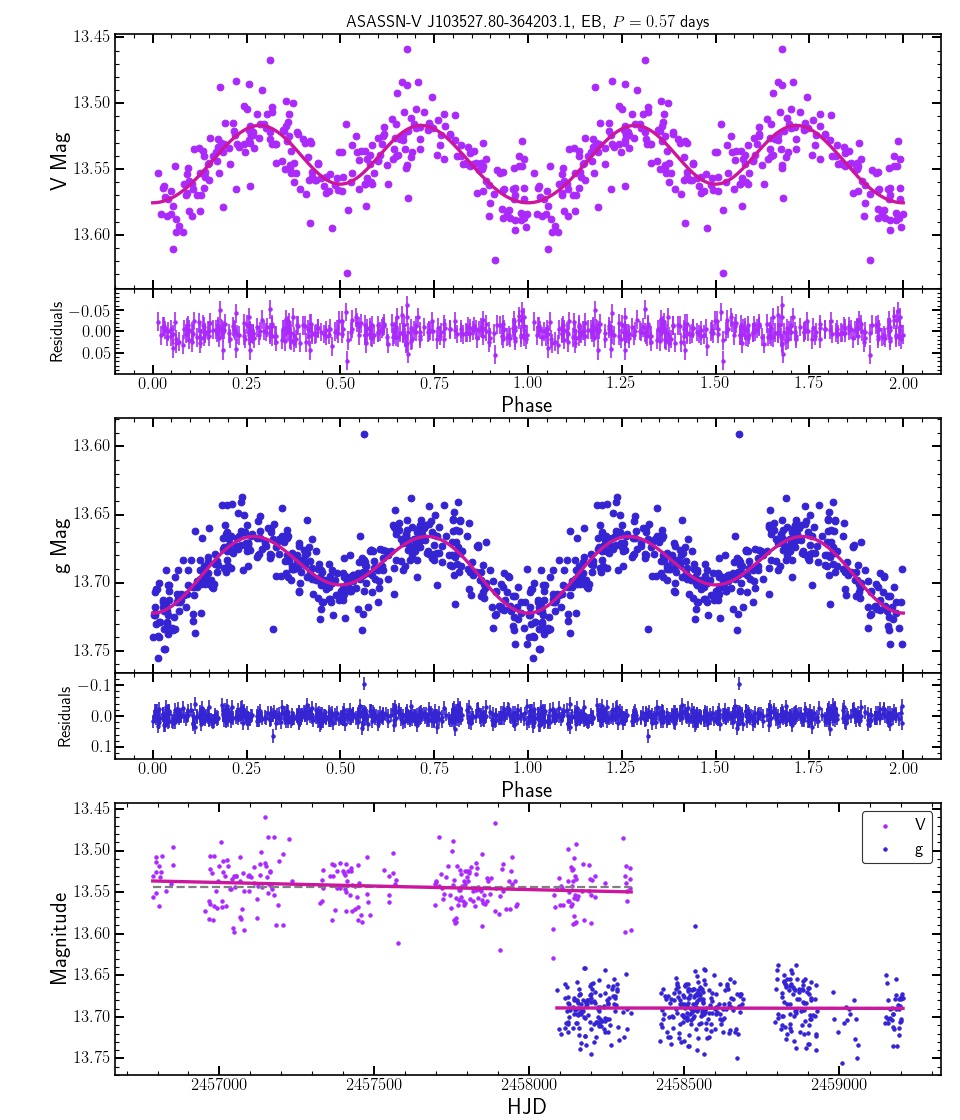 ASASSN-V J103527.80-364203.1, EB, P = 0.57 days
13.45
13.50
13.55
13.60
V Mag
−0.05
0.00
0.05
Residuals
0.00 0.25 0.50 0.75 1.00 1.25 1.50 1.75 2.00
Phase
13.60
13.65
13.70
13.75
g Mag
−0.1
0.0
0.1
Residuals
0.00 0.25 0.50 0.75 1.00 1.25 1.50 1.75 2.00
Phase
13.45
13.50
13.55
13.60
13.65
13.70
13.75
Magnitude
V
g
2457000 2457500 2458000 2458500 2459000
HJD